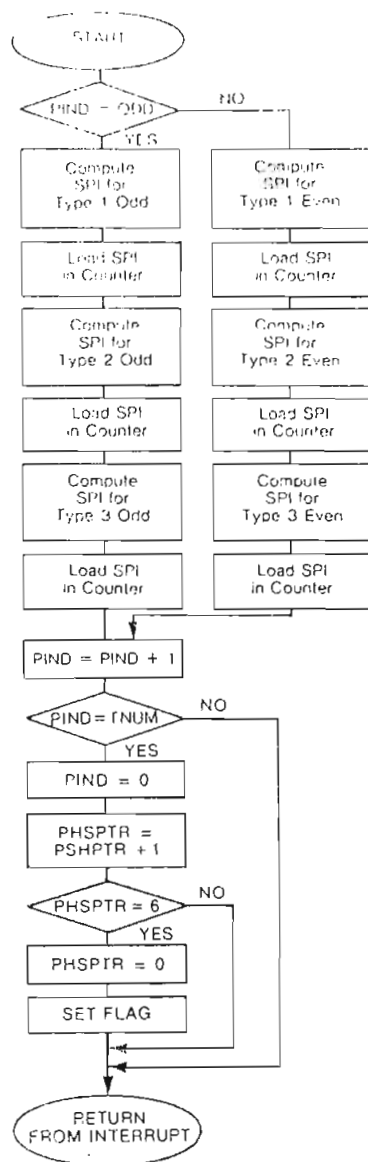 START
PIND = ODD
NO
YES
Compute
SPI for
Type 1 Odd
Compute
SPI for
Type 1 Even
Load SPI
in Counter
Load SPI
in Counter
Compute
SPI for
Type 2 Odd
Compute
SPI for
Type 2 Even
Load SPI
in Counter
Load SPI
in Counter
Compute
SPI for
Type 3 Odd
Compute
SPI for
Type 3 Even
Load SPI
in Counter
Load SPI
in Counter
PIND = PIND + 1
PIND=TNUM
NO
YES
PIND = 0
PHSPTR =
PSHPTR + 1
PHSPTR = 6
NO
YES
PHSPTR = 0
SET FLAG
RETURN
FROM INTERRUPT